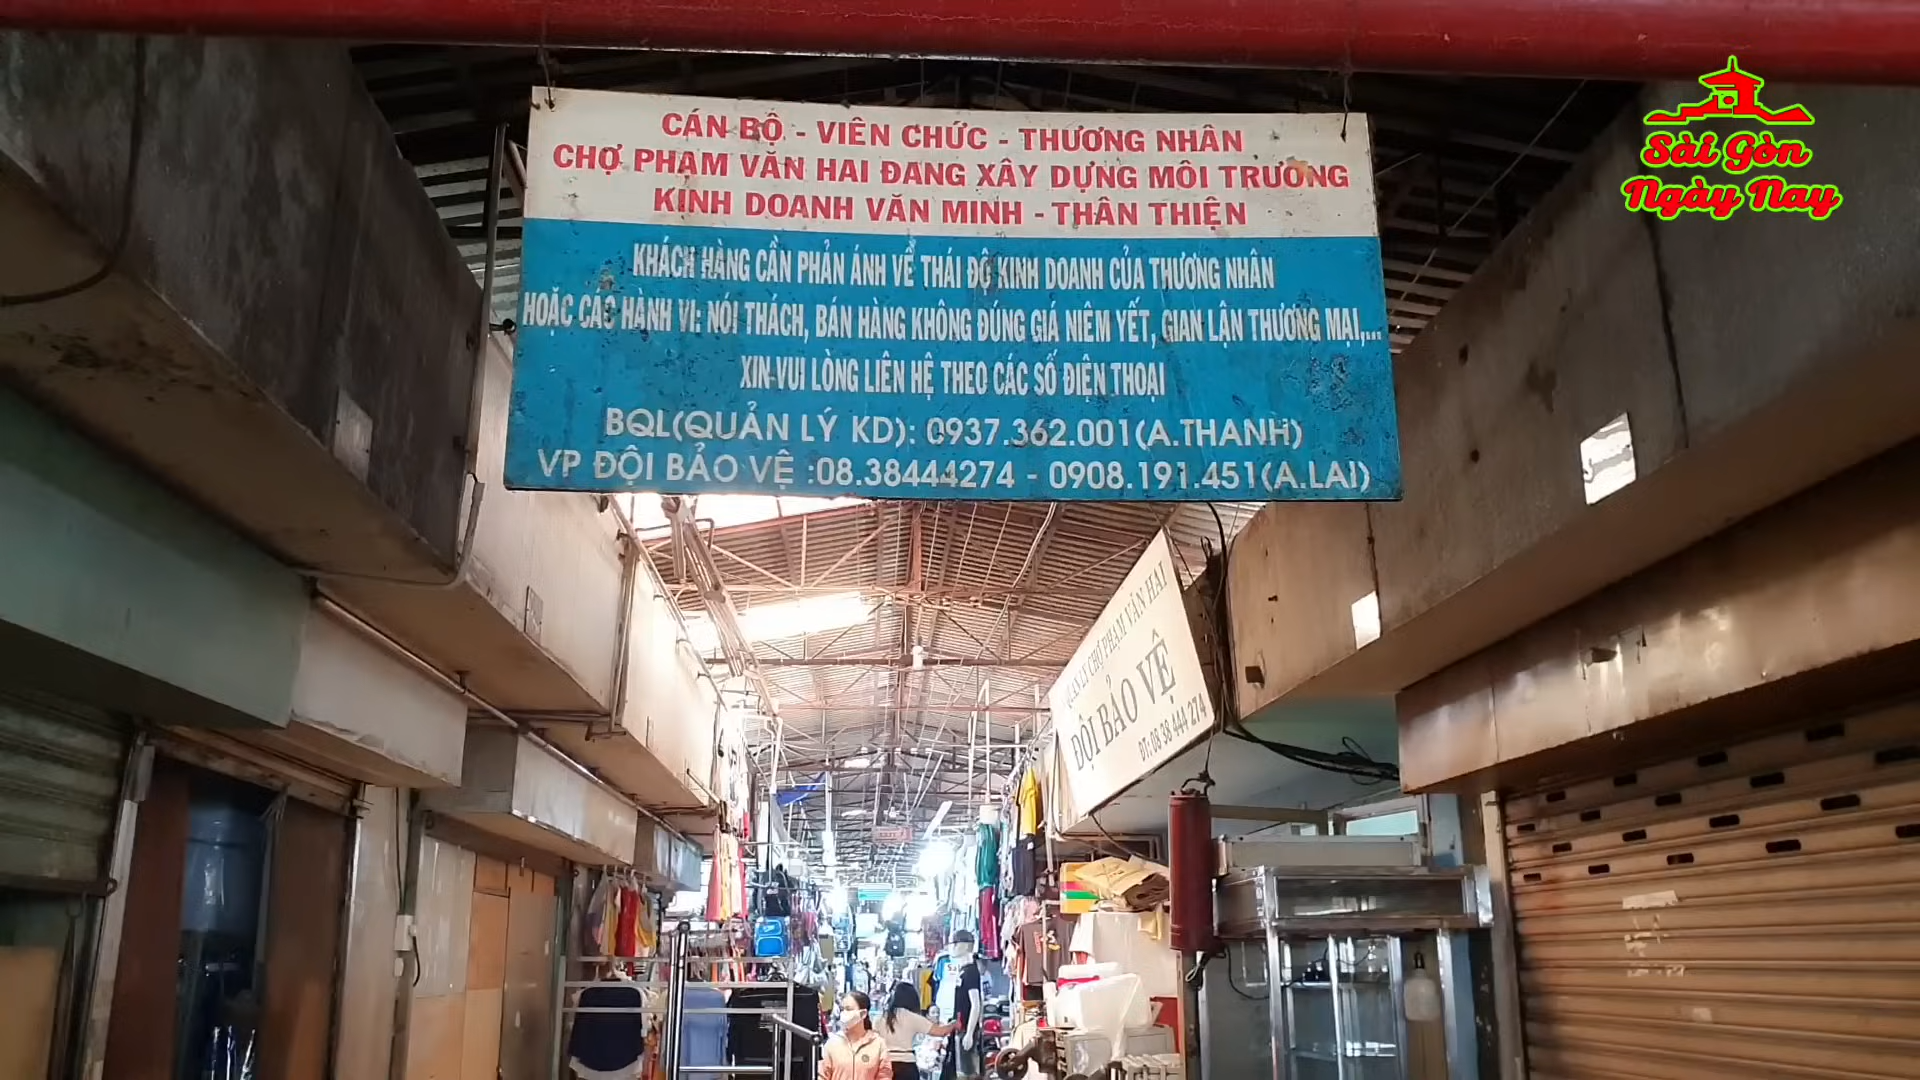 CÁN BỘ - VIÊN CHỨC - THƯƠNG NHÂN
CHỢ PHẠM VĂN HAI ĐANG XÂY DỰNG MÔI TRƯỜNG
KINH DOANH VĂN MINH - THÂN THIỆN
KHÁCH HÀNG CẦN PHẢN ÁNH VỀ THÁI ĐỘ KINH DOANH CỦA THƯƠNG NHÂN
HOẶC CÁC HÀNH VI: NÓI THÁCH, BÁN HÀNG KHÔNG ĐÚNG GIÁ NIÊM YẾT, GIAN LẬN THƯƠNG MẠI,...
XIN VUI LÒNG LIÊN HỆ THEO CÁC SỐ ĐIỆN THOẠI
BQL(QUẢN LÝ KD): 0937.362.001(A.THANH)
VP ĐỘI BẢO VỆ :08.38444274 - 0908.191.451(A.LAI)
Sài Gòn
Ngày Nay
QUẢN LÝ CHỢ PHẠM VĂN HAI
ĐỘI BẢO VỆ
ĐT: 08 38 444 274